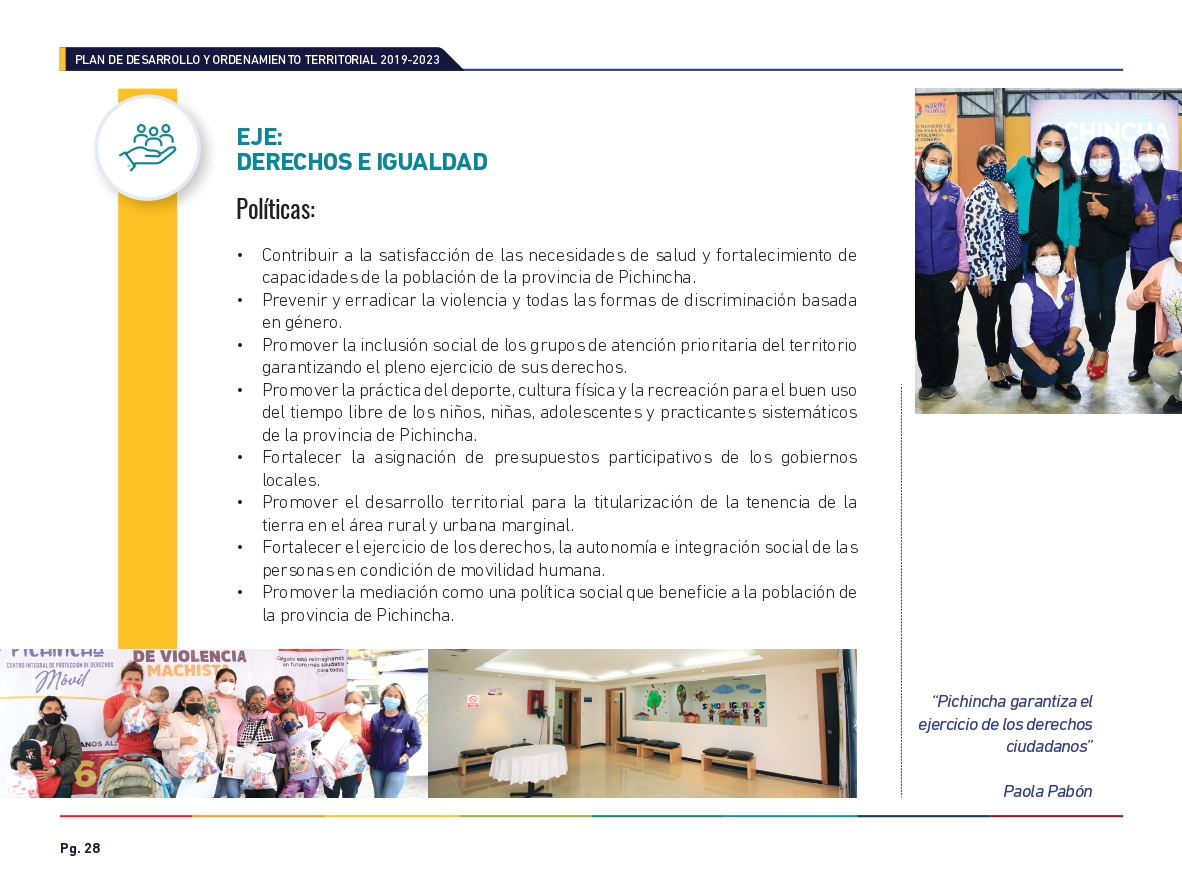 PLAN DE DESARROLLO Y ORDENAMIENTO TERRITORIAL 2019-2023
EJE:
DERECHOS E IGUALDAD
Políticas:
• Contribuir a la satisfacción de las necesidades de salud y fortalecimiento de
capacidades de la población de la provincia de Pichincha.
• Prevenir y erradicar la violencia y todas las formas de discriminación basada
en género.
• Promover la inclusión social de los grupos de atención prioritaria del territorio
garantizando el pleno ejercicio de sus derechos.
• Promover la práctica del deporte, cultura física y la recreación para el buen uso
del tiempo libre de los niños, niñas, adolescentes y practicantes sistemáticos
de la provincia de Pichincha.
• Fortalecer la asignación de presupuestos participativos de los gobiernos
locales.
• Promover el desarrollo territorial para la titularización de la tenencia de la
tierra en el área rural y urbana marginal.
• Fortalecer el ejercicio de los derechos, la autonomía e integración social de las
personas en condición de movilidad humana.
• Promover la mediación como una política social que beneficie a la población de
la provincia de Pichincha.
warmi
PICHINCHA
PICHINCHA
CENTRO INTEGRAL DE PROTECCIÓN DE DERECHOS
Móvil
DE VIOLENCIA
MACHISTA
un futuro más saludable
para todos.
SOMOS IGUALES
“Pichincha garantiza el
ejercicio de los derechos
ciudadanos”
Paola Pabón
Pg. 28